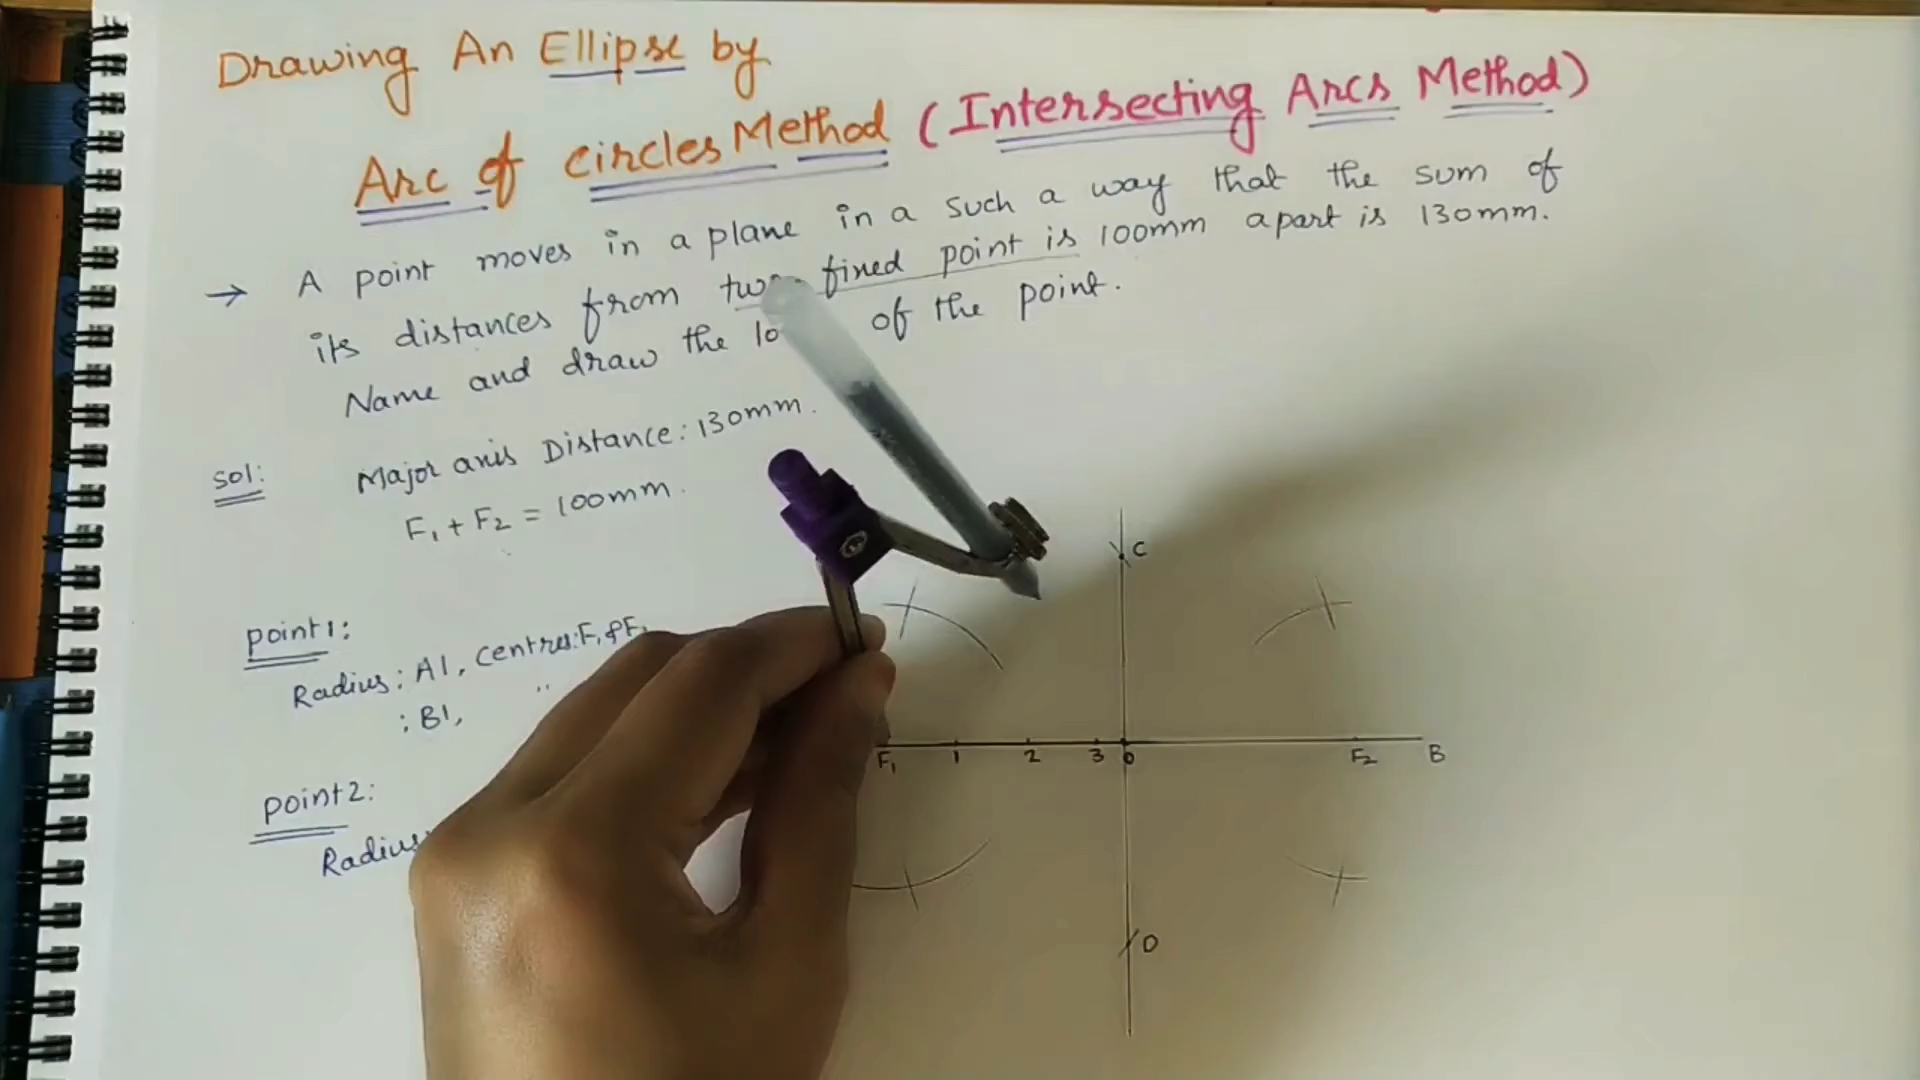 Drawing An Ellipse by
Arc of circles Method (Intersecting Arcs Method)
→ A point moves in a plane in a such a way that the sum of
its distances from two fixed point is 100mm apart is 130mm.
Name and draw the of the point.
Sol: Major axis Distance: 130mm.
F₁ + F₂ = 100mm.
point1:
Radius: A1, centres: F₁ & F₂
: B1, "
point2:
Radius:
C
F₁ 1 2 3 O F₂ B
D